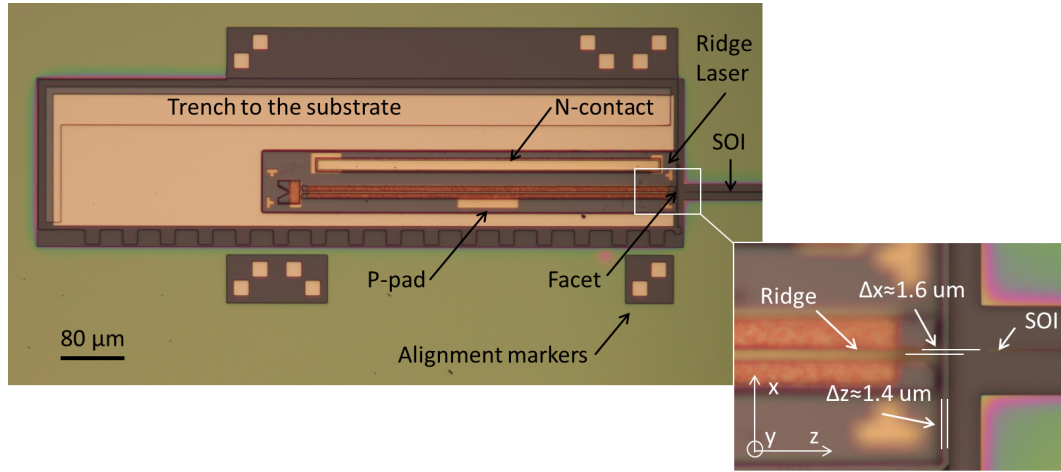 Ridge
Laser
Trench to the substrate
N-contact
SOI
P-pad
Facet
80 µm
Alignment markers
Ridge
Δx≈1.6 um
SOI
Δz≈1.4 um
x
y
z